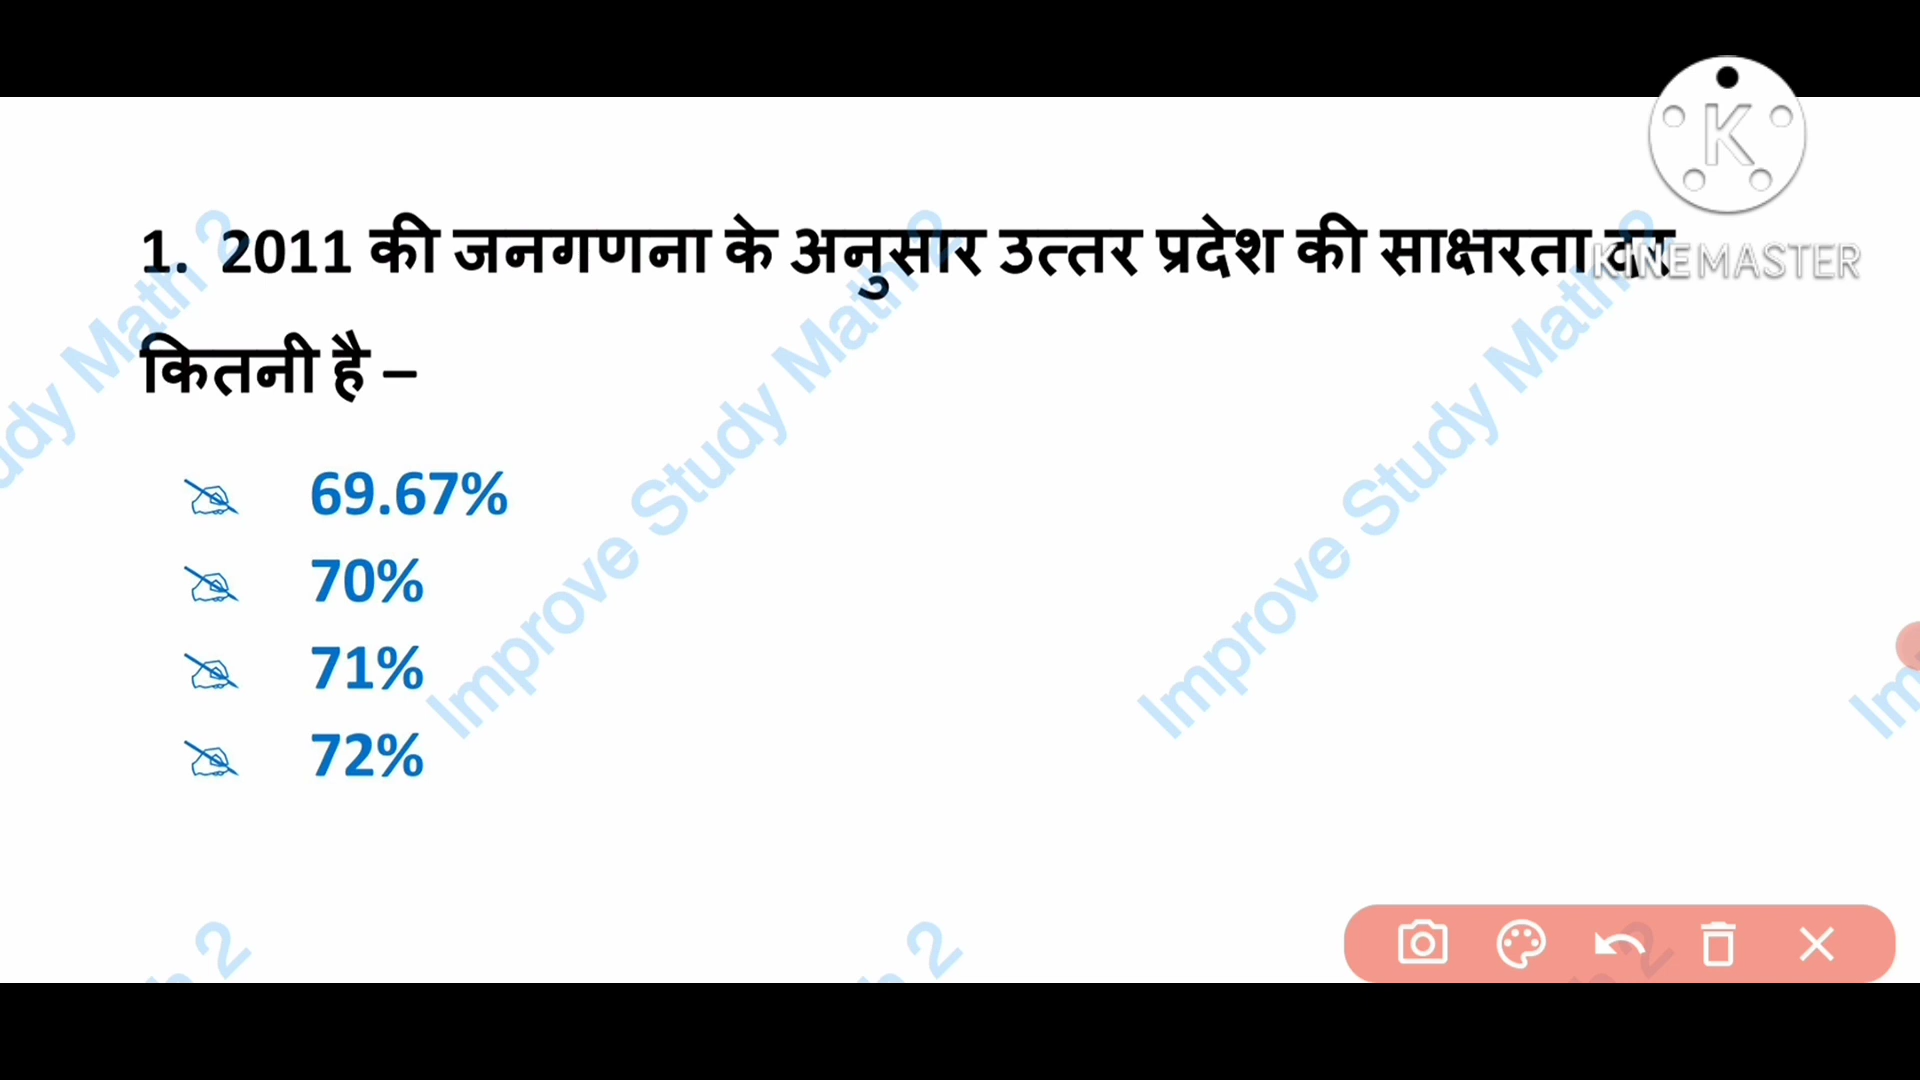 KINEMASTER
1. 2011 की जनगणना के अनुसार उत्तर प्रदेश की साक्षरता
कितनी है –
69.67%
70%
71%
72%
Improve Study Math 2
Improve Study Math 2